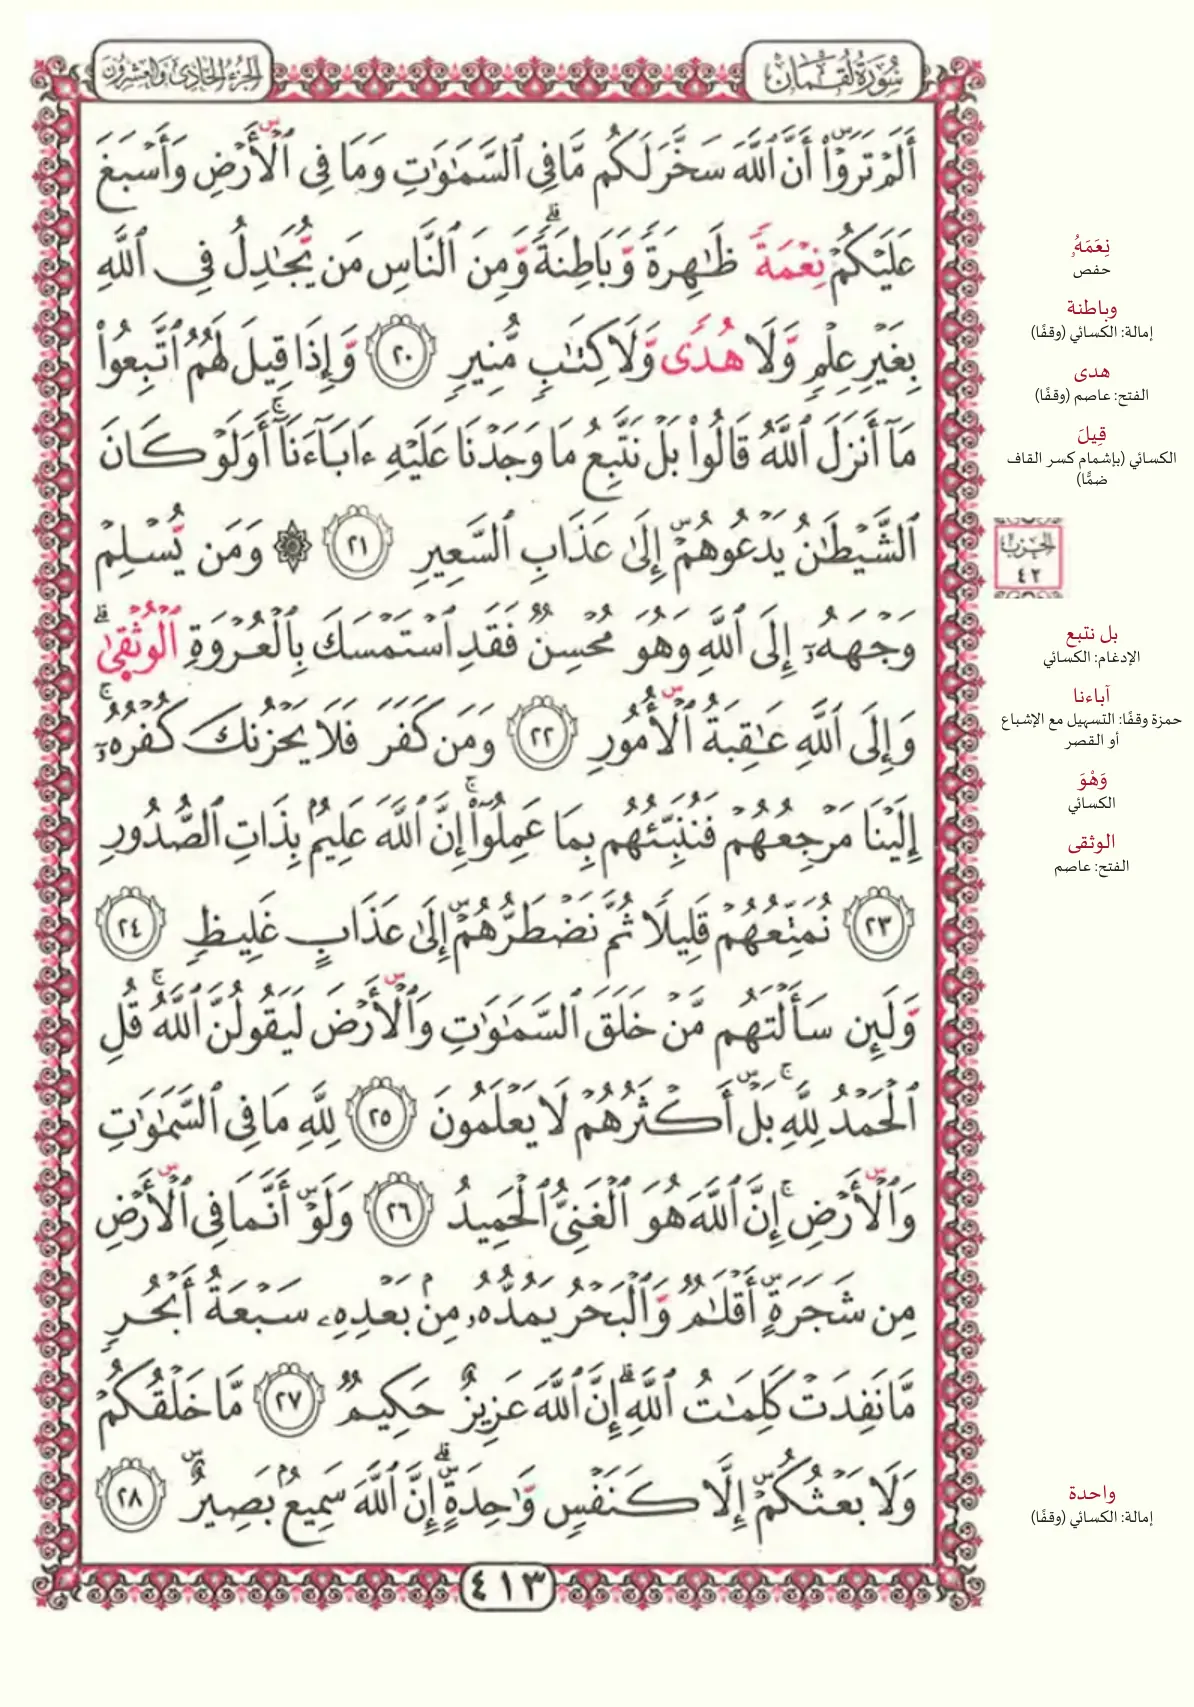 سُورَةُ لُقْمَان
الجزء الحادي والعشرون
أَلَمْ تَرَوْا۟ أَنَّ ٱللَّهَ سَخَّرَ لَكُم مَّا فِى ٱلسَّمَٰوَٰتِ وَمَا فِى ٱلْأَرْضِ وَأَسْبَغَ
عَلَيْكُمْ نِعْمَةً ظَٰهِرَةً وَبَاطِنَةً ۗ وَمِنَ ٱلنَّاسِ مَن يُجَٰدِلُ فِى ٱللَّهِ
بِغَيْرِ عِلْمٍ وَلَا هُدًى وَلَا كِتَٰبٍ مُّنِيرٍ ٢٠ وَإِذَا قِيلَ لَهُمُ ٱتَّبِعُوا۟
مَآ أَنزَلَ ٱللَّهُ قَالُوا۟ بَلْ نَتَّبِعُ مَا وَجَدْنَا عَلَيْهِ ءَابَآءَنَآ ۚ أَوَلَوْ كَانَ
ٱلشَّيْطَٰنُ يَدْعُوهُمْ إِلَىٰ عَذَابِ ٱلسَّعِيرِ ٢١ ۞ وَمَن يُسْلِمْ
وَجْهَهُۥٓ إِلَى ٱللَّهِ وَهُوَ مُحْسِنٌ فَقَدِ ٱسْتَمْسَكَ بِٱلْعُرْوَةِ ٱلْوُثْقَىٰ ۗ
وَإِلَى ٱللَّهِ عَٰقِبَةُ ٱلْأُمُورِ ٢٢ وَمَن كَفَرَ فَلَا يَحْزُنكَ كُفْرُهُۥٓ ۚ
إِلَيْنَا مَرْجِعُهُمْ فَنُنَبِّئُهُم بِمَا عَمِلُوٓا۟ ۚ إِنَّ ٱللَّهَ عَلِيمٌۢ بِذَاتِ ٱلصُّدُورِ
٢٣ نُمَتِّعُهُمْ قَلِيلًا ثُمَّ نَضْطَرُّهُمْ إِلَىٰ عَذَابٍ غَلِيظٍ ٢٤
وَلَئِن سَأَلْتَهُم مَّنْ خَلَقَ ٱلسَّمَٰوَٰتِ وَٱلْأَرْضَ لَيَقُولُنَّ ٱللَّهُ ۚ قُلِ
ٱلْحَمْدُ لِلَّهِ ۚ بَلْ أَكْثَرُهُمْ لَا يَعْلَمُونَ ٢٥ لِلَّهِ مَا فِى ٱلسَّمَٰوَٰتِ
وَٱلْأَرْضِ ۚ إِنَّ ٱللَّهَ هُوَ ٱلْغَنِىُّ ٱلْحَمِيدُ ٢٦ وَلَوْ أَنَّمَا فِى ٱلْأَرْضِ
مِن شَجَرَةٍ أَقْلَٰمٌ وَٱلْبَحْرُ يَمُدُّهُۥ مِنۢ بَعْدِهِۦ سَبْعَةُ أَبْحُرٍ
مَّا نَفِدَتْ كَلِمَٰتُ ٱللَّهِ ۗ إِنَّ ٱللَّهَ عَزِيزٌ حَكِيمٌ ٢٧ مَّا خَلْقُكُمْ
وَلَا بَعْثُكُمْ إِلَّا كَنَفْسٍ وَٰحِدَةٍ ۗ إِنَّ ٱللَّهَ سَمِيعٌۢ بَصِيرٌ ٢٨
٤١٣
نِعَمَهُۥ
حفص
وباطنة
إمالة: الكسائي (وقفًا)
هدى
الفتح: عاصم (وقفًا)
قِيلَ
الكسائي (بإشمام كسر القاف
ضمًّا)
الحزب
٤٢
بل نتبع
الإدغام: الكسائي
آباءنا
حمزة وقفًا: التسهيل مع الإشباع
أو القصر
وَهْوَ
الكسائي
الوثقى
الفتح: عاصم
واحدة
إمالة: الكسائي (وقفًا)